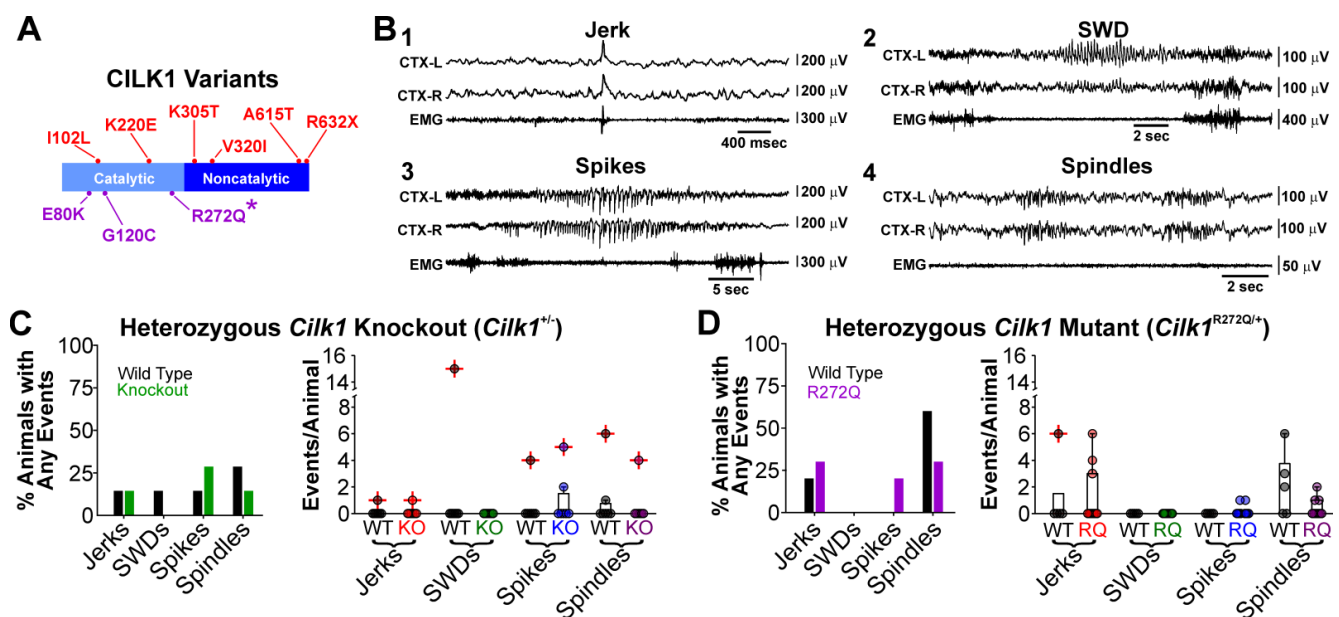 A
CILK1 Variants
I102L
K220E
K305T
V320I
A615T
R632X
Catalytic
Noncatalytic
E80K
G120C
R272Q*
B
1
Jerk
CTX-L
200 µV
CTX-R
200 µV
EMG
300 µV
400 msec
2
SWD
CTX-L
100 µV
CTX-R
100 µV
EMG
400 µV
2 sec
3
Spikes
CTX-L
200 µV
CTX-R
200 µV
EMG
300 µV
5 sec
4
Spindles
CTX-L
100 µV
CTX-R
100 µV
EMG
50 µV
2 sec
C
Heterozygous Cilk1 Knockout (Cilk1+/-)
% Animals with
Any Events
100
75
50
25
0
Wild Type
Knockout
Jerks
SWDs
Spikes
Spindles
Events/Animal
16
14
8
6
4
2
0
WT KO WT KO WT KO WT KO
Jerks
SWDs
Spikes
Spindles
D
Heterozygous Cilk1 Mutant (Cilk1R272Q/+)
% Animals with
Any Events
100
75
50
25
0
Wild Type
R272Q
Jerks
SWDs
Spikes
Spindles
Events/Animal
16
14
8
6
4
2
0
WT RQ WT RQ WT RQ WT RQ
Jerks
SWDs
Spikes
Spindles